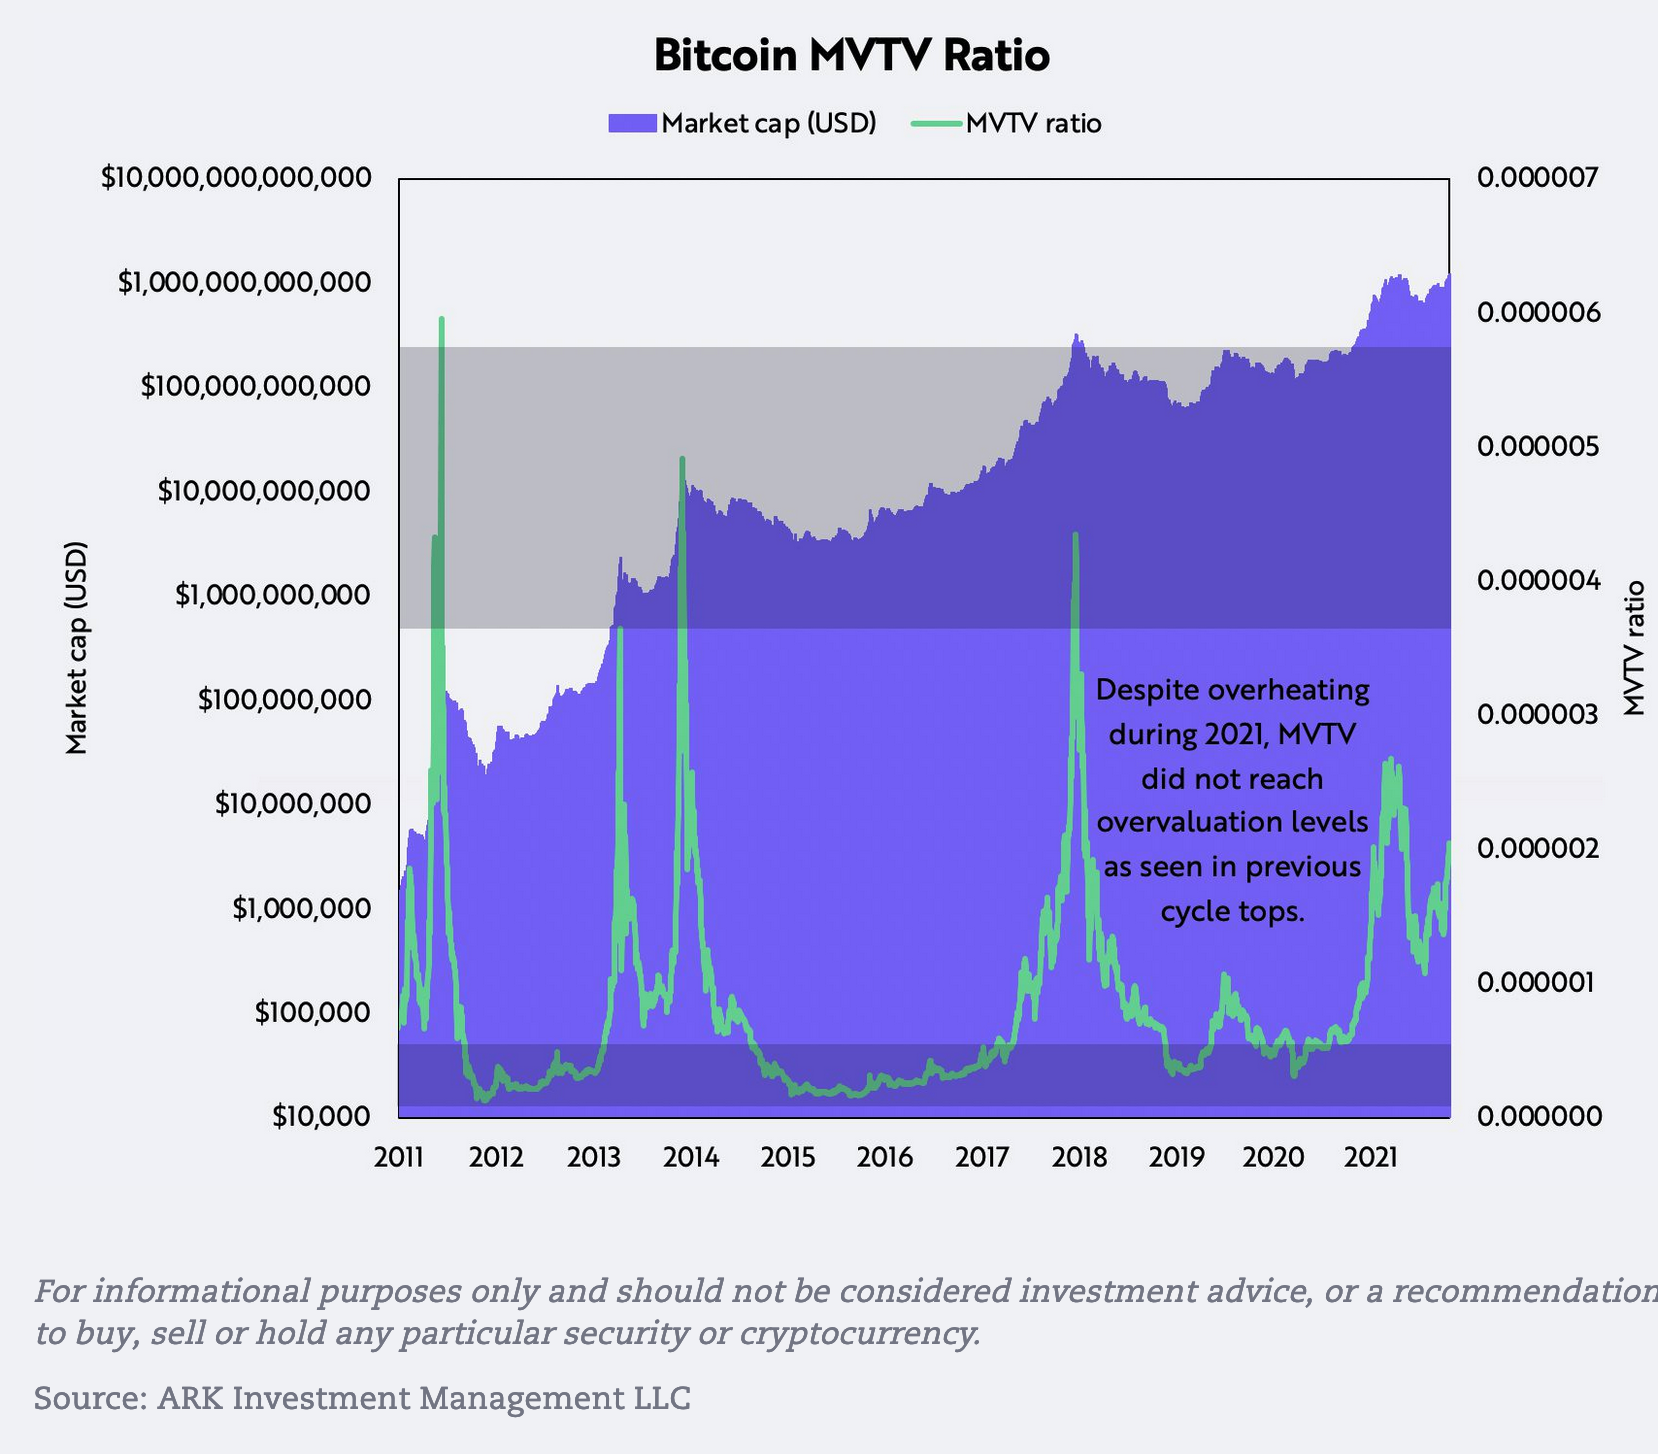 Bitcoin MVTV Ratio
Market cap (USD) MVTV ratio
$10,000,000,000,000
$1,000,000,000,000
$100,000,000,000
$10,000,000,000
$1,000,000,000
$100,000,000
$10,000,000
$1,000,000
$100,000
$10,000
Market cap (USD)
0.000007
0.000006
0.000005
0.000004
0.000003
0.000002
0.000001
0.000000
MVTV ratio
Despite overheating
during 2021, MVTV
did not reach
overvaluation levels
as seen in previous
cycle tops.
2011 2012 2013 2014 2015 2016 2017 2018 2019 2020 2021
For informational purposes only and should not be considered investment advice, or a recommendation
to buy, sell or hold any particular security or cryptocurrency.
Source: ARK Investment Management LLC